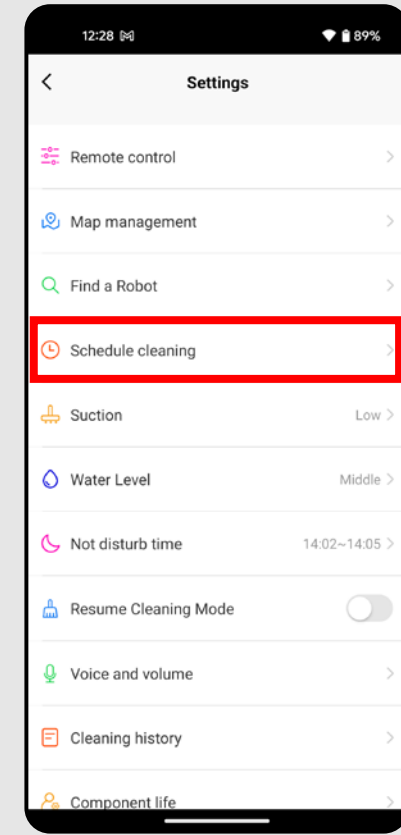 12:28 89%
Settings
Remote control
Map management
Find a Robot
Schedule cleaning
Suction Low
Water Level Middle
Not disturb time 14:02~14:05
Resume Cleaning Mode
Voice and volume
Cleaning history
Component life